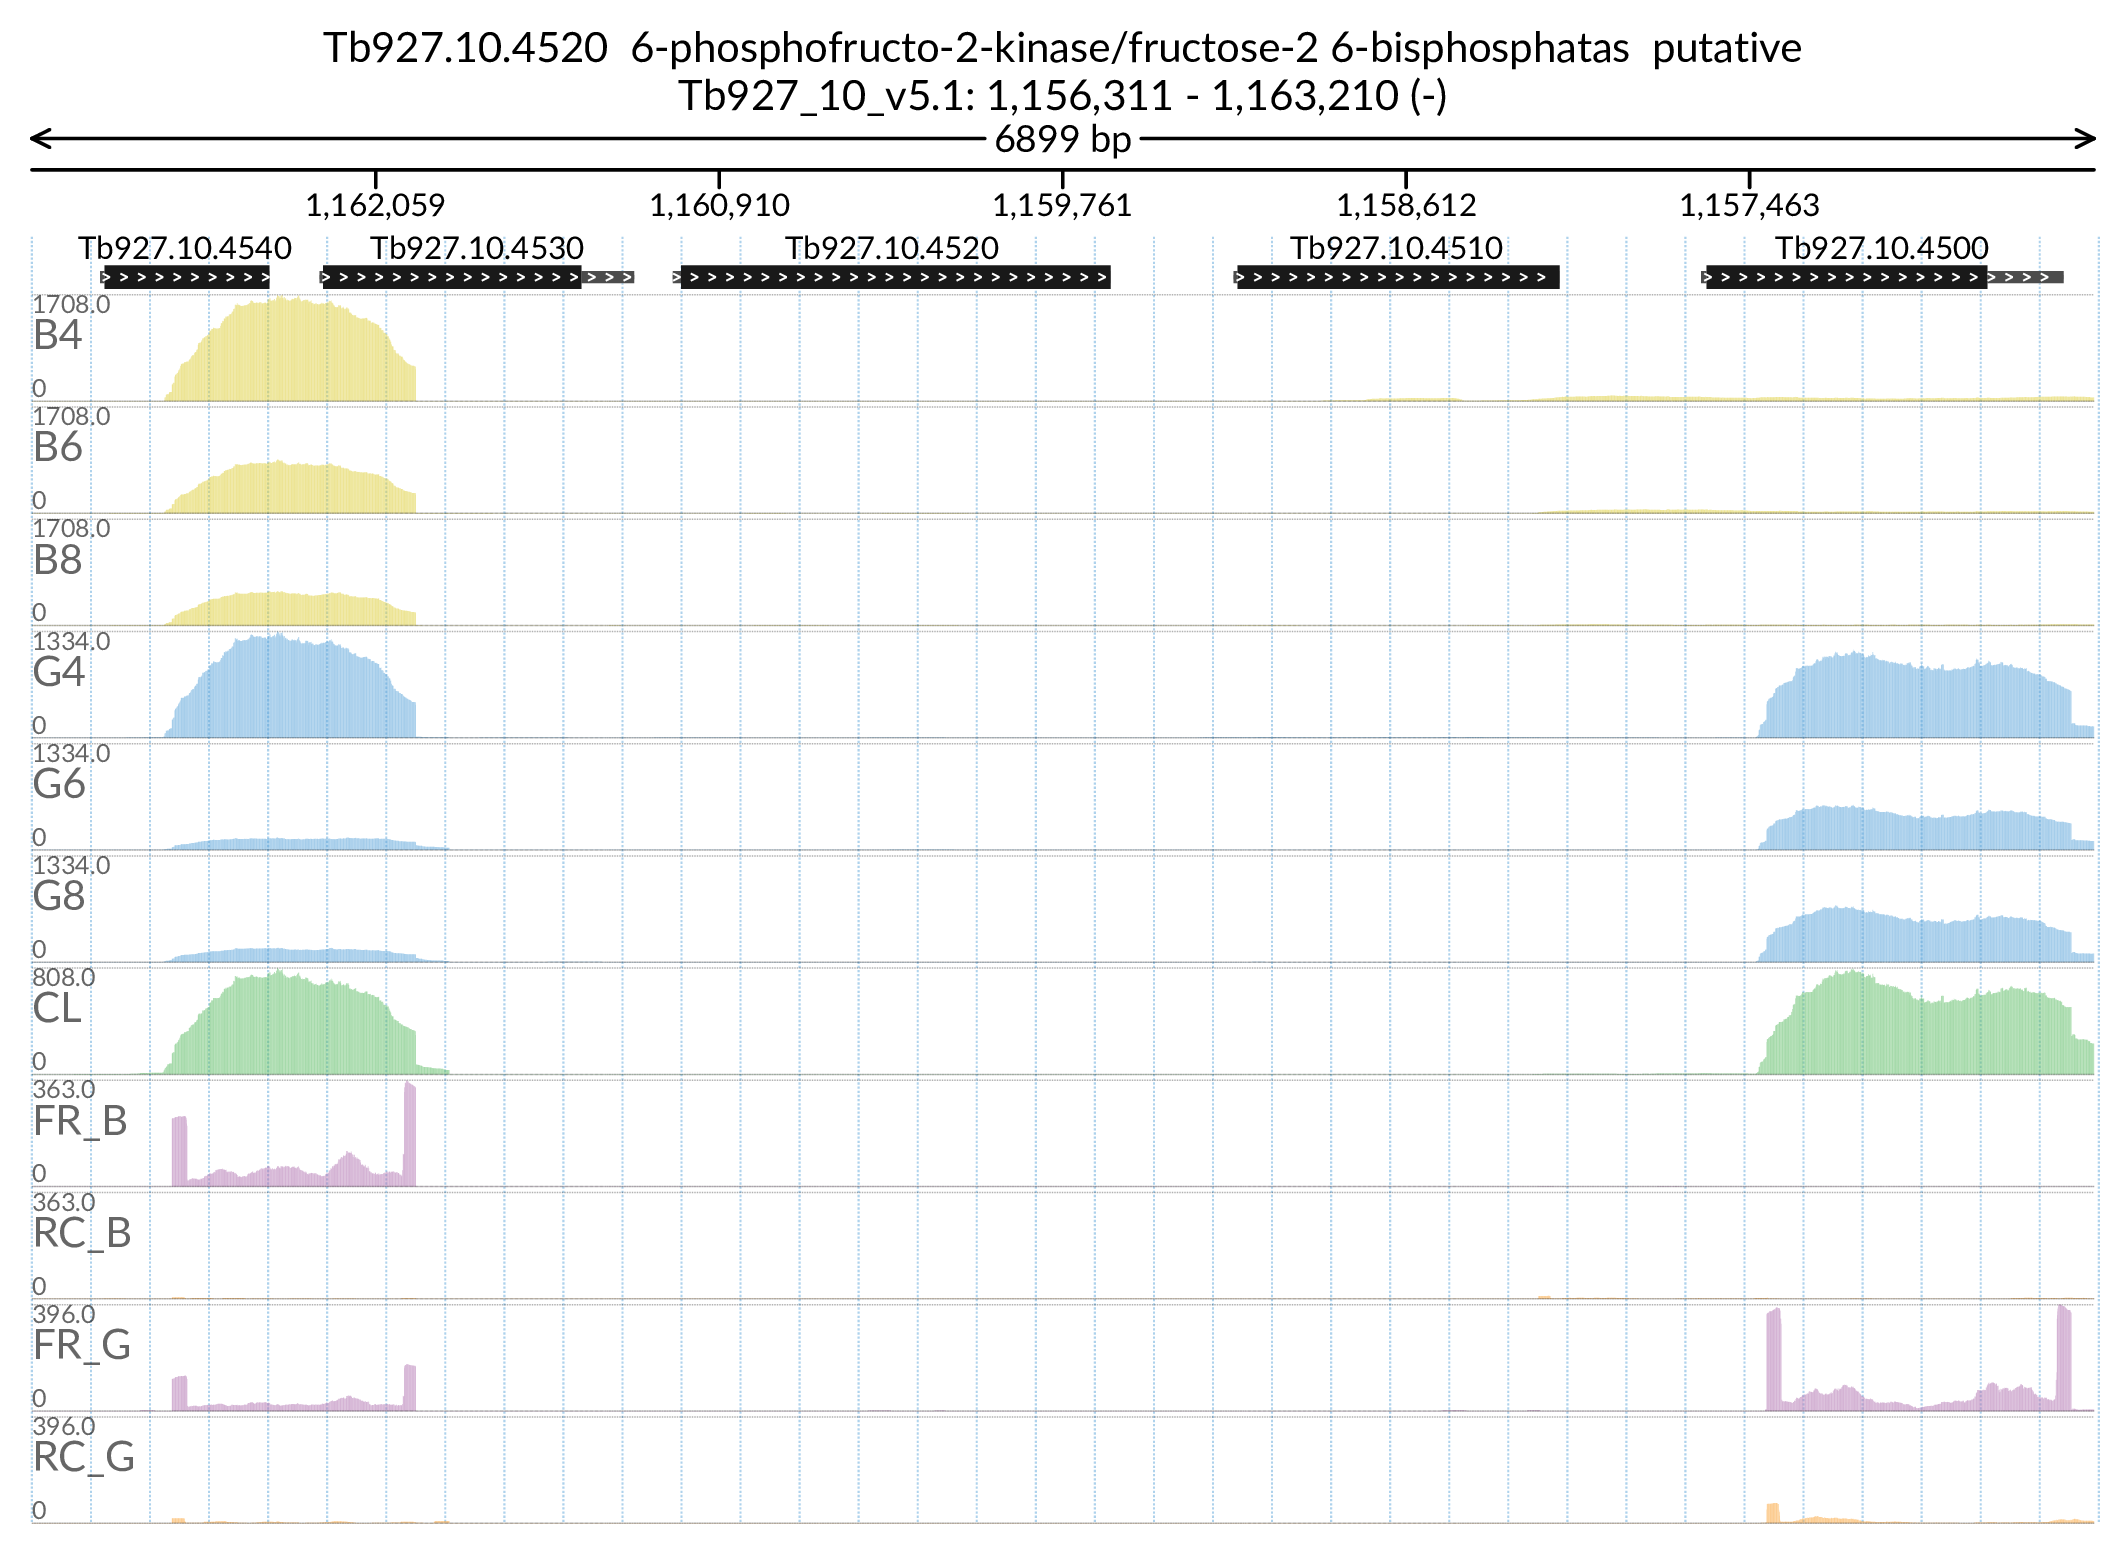 Tb927.10.4520  6-phosphofructo-2-kinase/fructose-2 6-bisphosphatas  putative
Tb927_10_v5.1: 1,156,311 - 1,163,210 (-)
6899 bp
1,162,059 1,160,910 1,159,761 1,158,612 1,157,463
Tb927.10.4540 Tb927.10.4530 Tb927.10.4520 Tb927.10.4510 Tb927.10.4500
1708.0
B4
0
1708.0
B6
0
1708.0
B8
0
1334.0
G4
0
1334.0
G6
0
1334.0
G8
0
808.0
CL
0
363.0
FR_B
0
363.0
RC_B
0
396.0
FR_G
0
396.0
RC_G
0